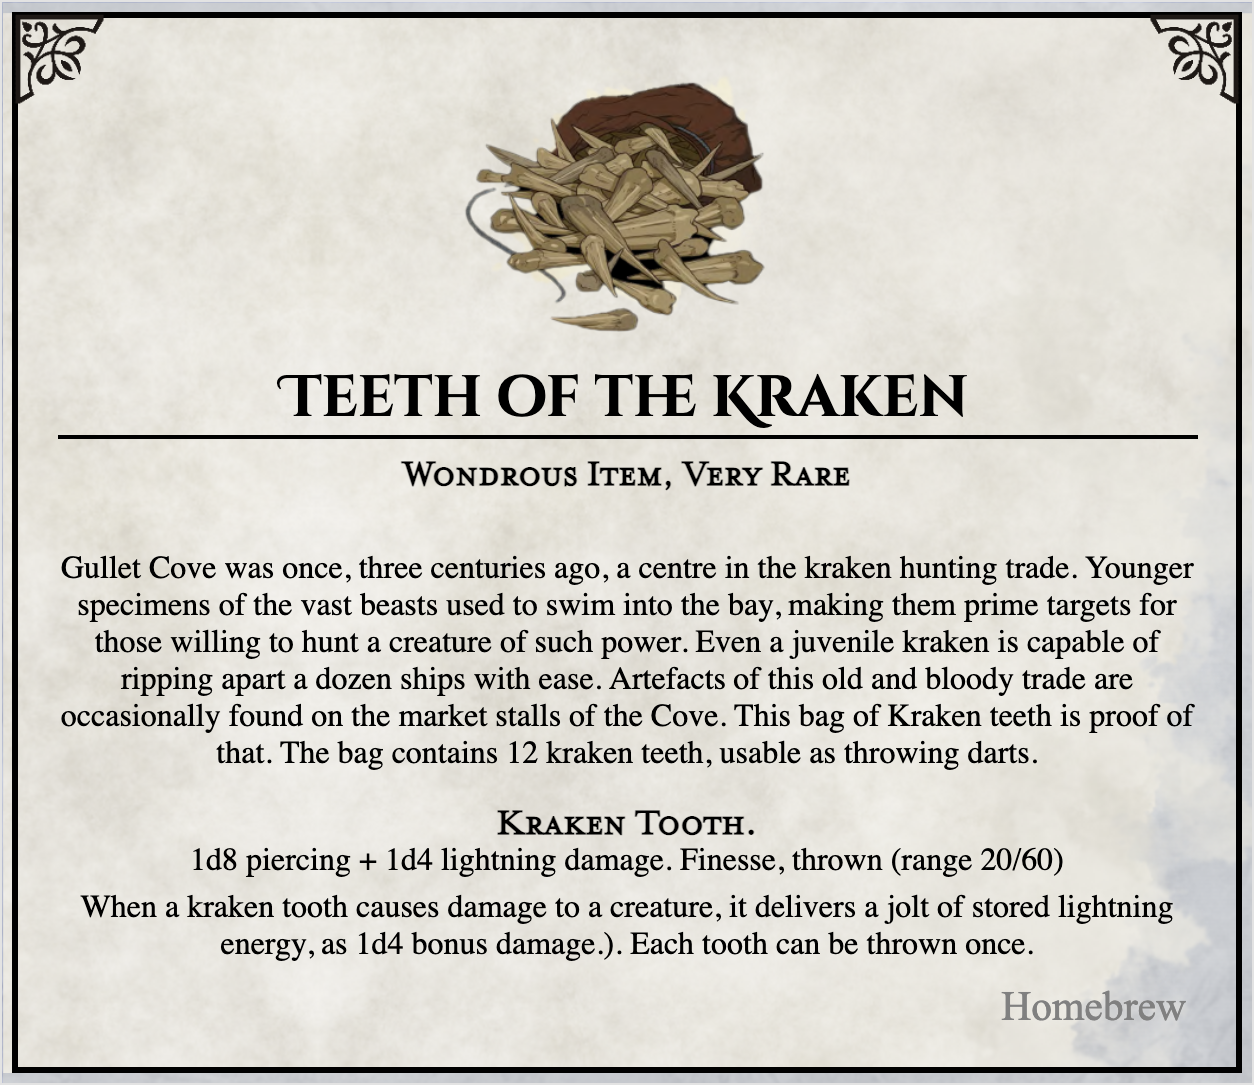 Teeth of the Kraken
Wondrous Item, Very Rare
Gullet Cove was once, three centuries ago, a centre in the kraken hunting trade. Younger
specimens of the vast beasts used to swim into the bay, making them prime targets for
those willing to hunt a creature of such power. Even a juvenile kraken is capable of
ripping apart a dozen ships with ease. Artefacts of this old and bloody trade are
occasionally found on the market stalls of the Cove. This bag of Kraken teeth is proof of
that. The bag contains 12 kraken teeth, usable as throwing darts.
Kraken Tooth.
1d8 piercing + 1d4 lightning damage. Finesse, thrown (range 20/60)
When a kraken tooth causes damage to a creature, it delivers a jolt of stored lightning
energy, as 1d4 bonus damage.). Each tooth can be thrown once.
Homebrew